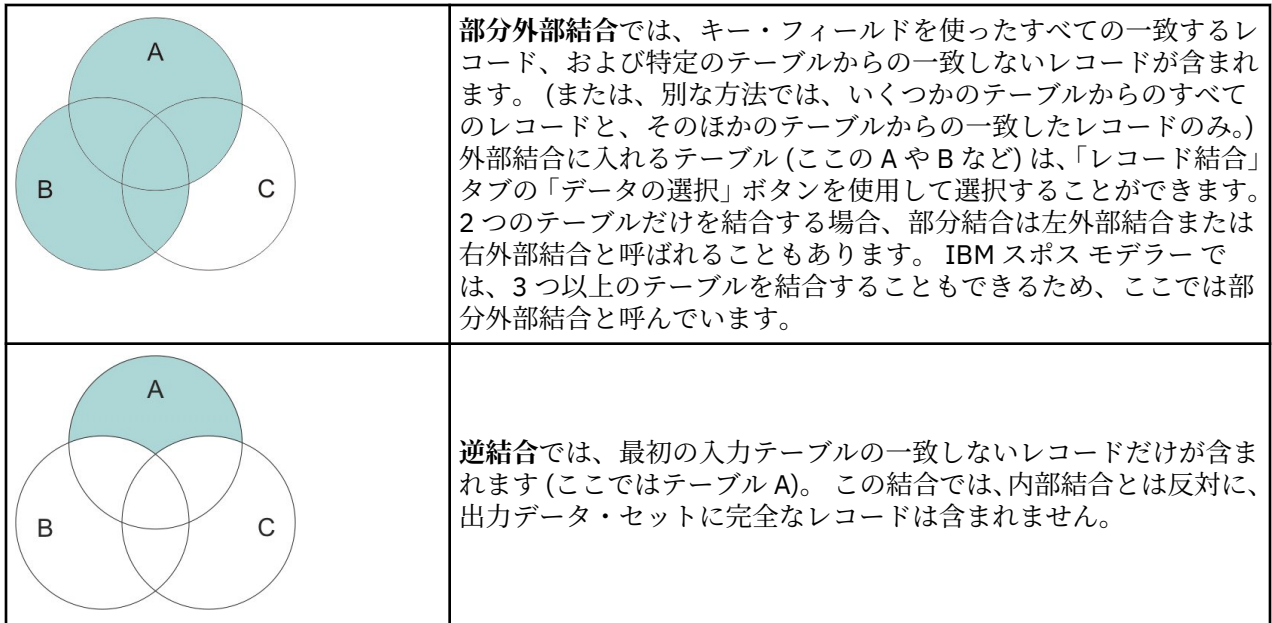 A
B
C
部分外部結合では、キー・フィールドを使ったすべての一致するレ
コード、および特定のテーブルからの一致しないレコードが含まれ
ます。 (または、別な方法では、いくつかのテーブルからのすべて
のレコードと、そのほかのテーブルからの一致したレコードのみ。)
外部結合に入れるテーブル (ここの A や B など) は、「レコード結合」
タブの「データの選択」ボタンを使用して選択することができます。
2 つのテーブルだけを結合する場合、部分結合は左外部結合または
右外部結合と呼ばれることもあります。 IBM スポス モデラー で
は、3 つ以上のテーブルを結合することもできるため、ここでは部
分外部結合と呼んでいます。
A
B
C
逆結合では、最初の入力テーブルの一致しないレコードだけが含ま
れます (ここではテーブル A)。 この結合では、内部結合とは反対に、
出力データ・セットに完全なレコードは含まれません。